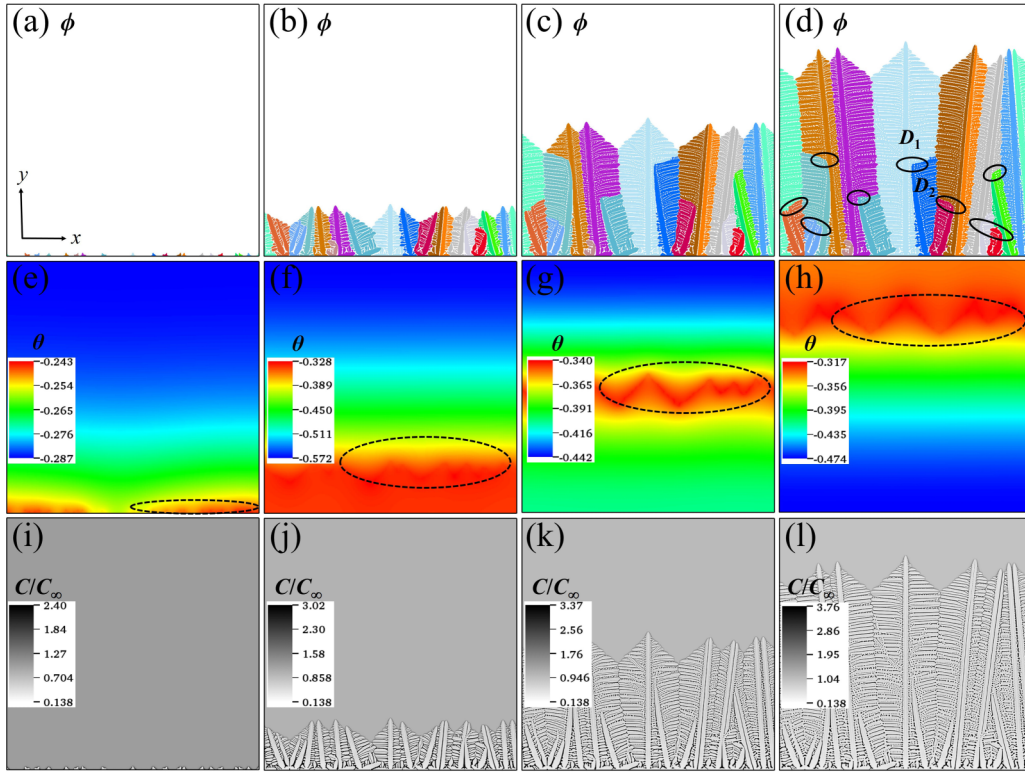 (a) ϕ
(b) ϕ
(c) ϕ
(d) ϕ
y
x
D₁
D₂
(e)
θ
-0.243
-0.254
-0.265
-0.276
-0.287
(f)
θ
-0.328
-0.389
-0.450
-0.511
-0.572
(g)
θ
-0.340
-0.365
-0.391
-0.416
-0.442
(h)
θ
-0.317
-0.356
-0.395
-0.435
-0.474
(i)
C/C∞
2.40
1.84
1.27
0.704
0.138
(j)
C/C∞
3.02
2.30
1.58
0.858
0.138
(k)
C/C∞
3.37
2.56
1.76
0.946
0.138
(l)
C/C∞
3.76
2.86
1.95
1.04
0.138